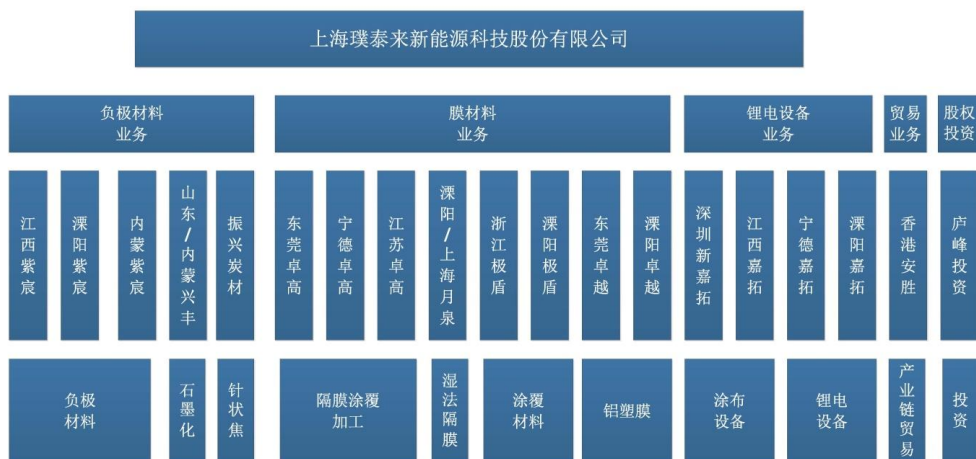 上海璞泰来新能源科技股份有限公司
负极材料
业务
膜材料
业务
锂电设备
业务
贸易
业务
股权
投资
江西紫宸
溧阳紫宸
内蒙紫宸
山东/内蒙兴丰
振兴炭材
东莞卓高
宁德卓高
江苏卓高
溧阳/上海月泉
浙江极盾
溧阳极盾
东莞卓越
溧阳卓越
深圳新嘉拓
江西嘉拓
宁德嘉拓
溧阳嘉拓
香港安胜
庐峰投资
负极
材料
石墨化
针状焦
隔膜涂覆
加工
湿法隔膜
涂覆
材料
铝塑膜
涂布
设备
锂电
设备
产业链贸易
投资